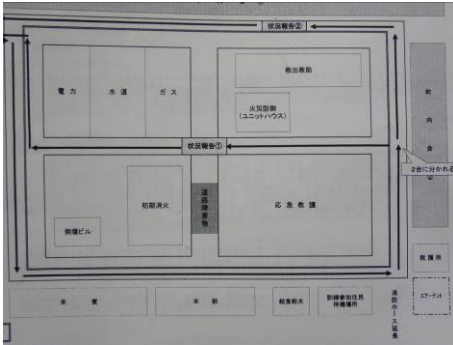 状況報告②
救出救助
電力
水道
ガス
火災防御
(ユニットハウス)
状況報告①
2台に分かれる
道路障害物
初期消火
応急救護
倒壊ビル
救護所
エアーテント
来賓
本部
給食給水
訓練参加住民
待機場所
道路ホース延長